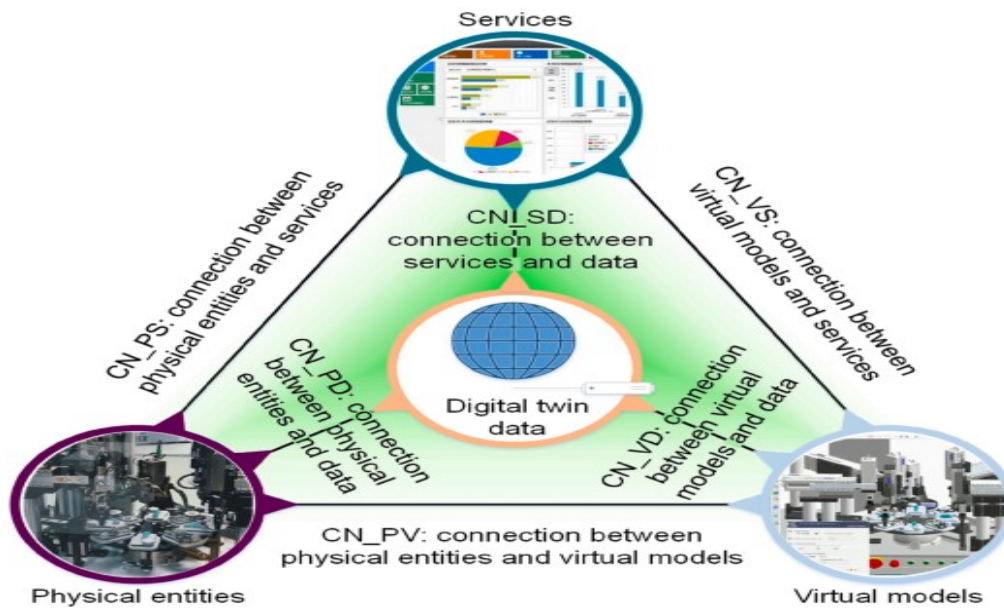 Services
CN_PS: connection between
physical entities and services
CN_VS: connection between
virtual models and services
CN_SD:
connection between
services and data
CN_PD: connection
between physical
entities and data
Digital twin
data
CN_VD: connection
between virtual
models and data
CN_PV: connection between
physical entities and virtual models
Physical entities
Virtual models